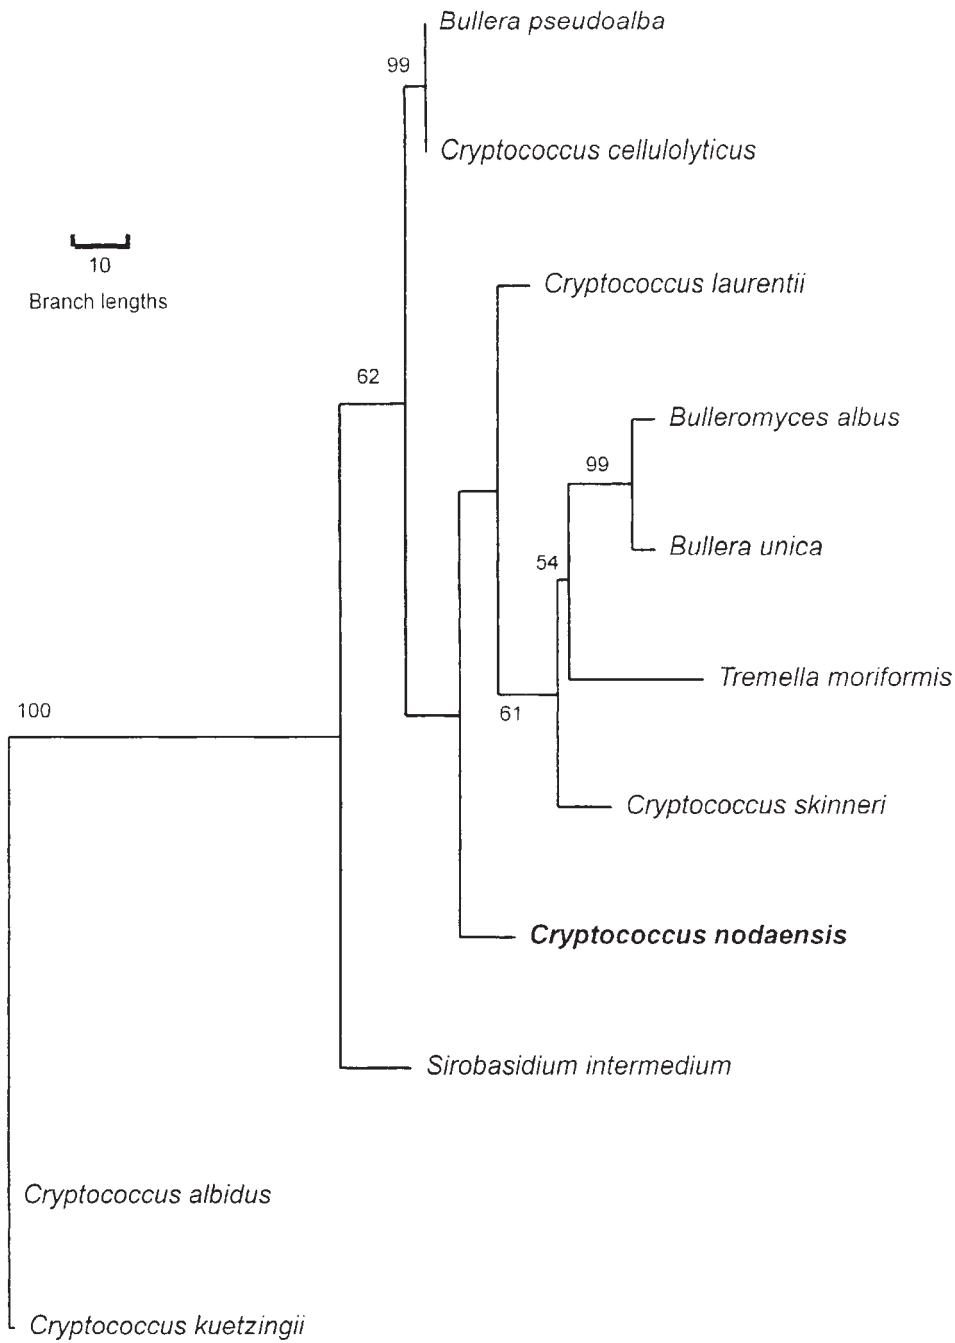 Bullera pseudoalba
99
Cryptococcus cellulolyticus
10
Branch lengths
Cryptococcus laurentii
62
Bulleromyces albus
99
Bullera unica
54
Tremella moriformis
61
100
Cryptococcus skinneri
Cryptococcus nodaensis
Sirobasidium intermedium
Cryptococcus albidus
Cryptococcus kuetzingii